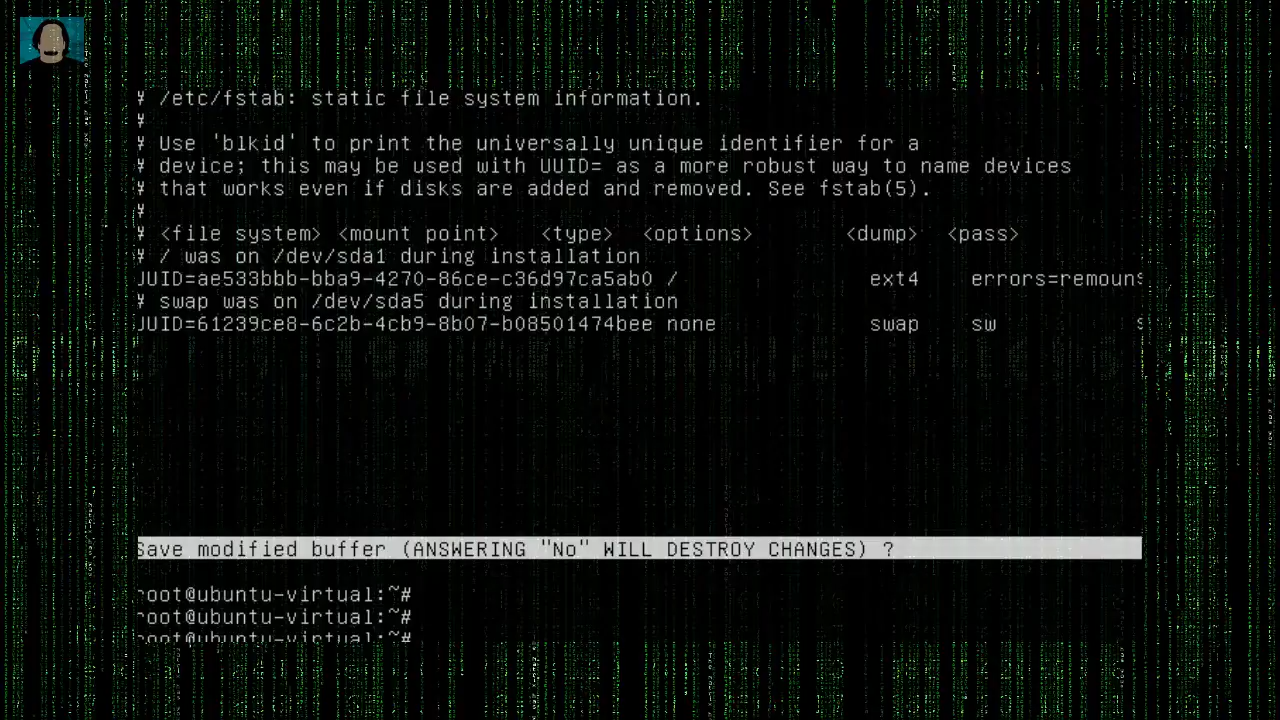 # /etc/fstab: static file system information.
#
# Use 'blkid' to print the universally unique identifier for a
# device; this may be used with UUID= as a more robust way to name devices
# that works even if disks are added and removed. See fstab(5).
#
# <file system> <mount point> <type> <options> <dump> <pass>
# / was on /dev/sda1 during installation
UUID=ae533bbb-bba9-4270-86ce-c36d97ca5ab0 / ext4 errors=remoun$
# swap was on /dev/sda5 during installation
UUID=61239ce8-6c2b-4cb9-8b07-b08501474bee none swap sw $
Save modified buffer (ANSWERING "No" WILL DESTROY CHANGES) ?
root@ubuntu-virtual:~#
root@ubuntu-virtual:~#
root@ubuntu-virtual:~#